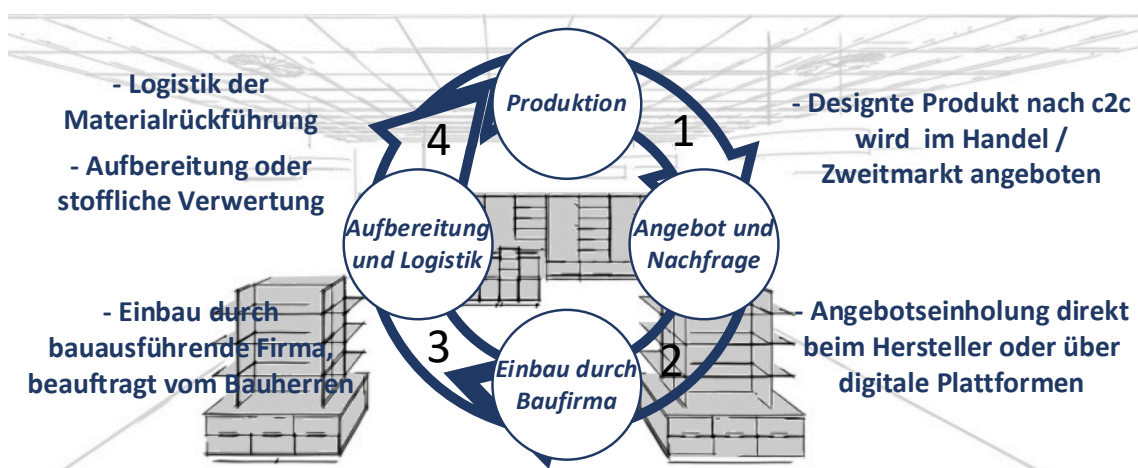 Produktion
1
- Designte Produkt nach c2c
wird im Handel /
Zweitmarkt angeboten
Angebot und
Nachfrage
2
- Angebotseinholung direkt
beim Hersteller oder über
digitale Plattformen
Einbau durch
Baufirma
3
- Einbau durch
bauausführende Firma,
beauftragt vom Bauherren
Aufbereitung
und Logistik
4
- Logistik der
Materialrückführung
- Aufbereitung oder
stoffliche Verwertung